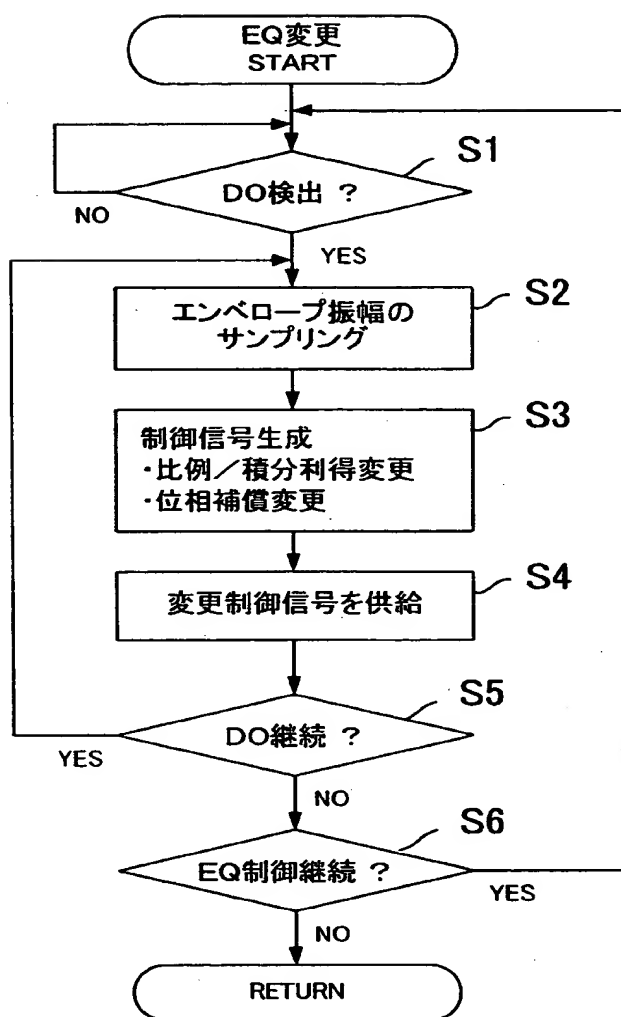 EQ変更
START
S1
DO検出 ?
NO
YES
S2
エンベロープ振幅の
サンプリング
S3
制御信号生成
・比例／積分利得変更
・位相補償変更
S4
変更制御信号を供給
S5
DO継続 ?
YES
NO
S6
EQ制御継続 ?
YES
NO
RETURN